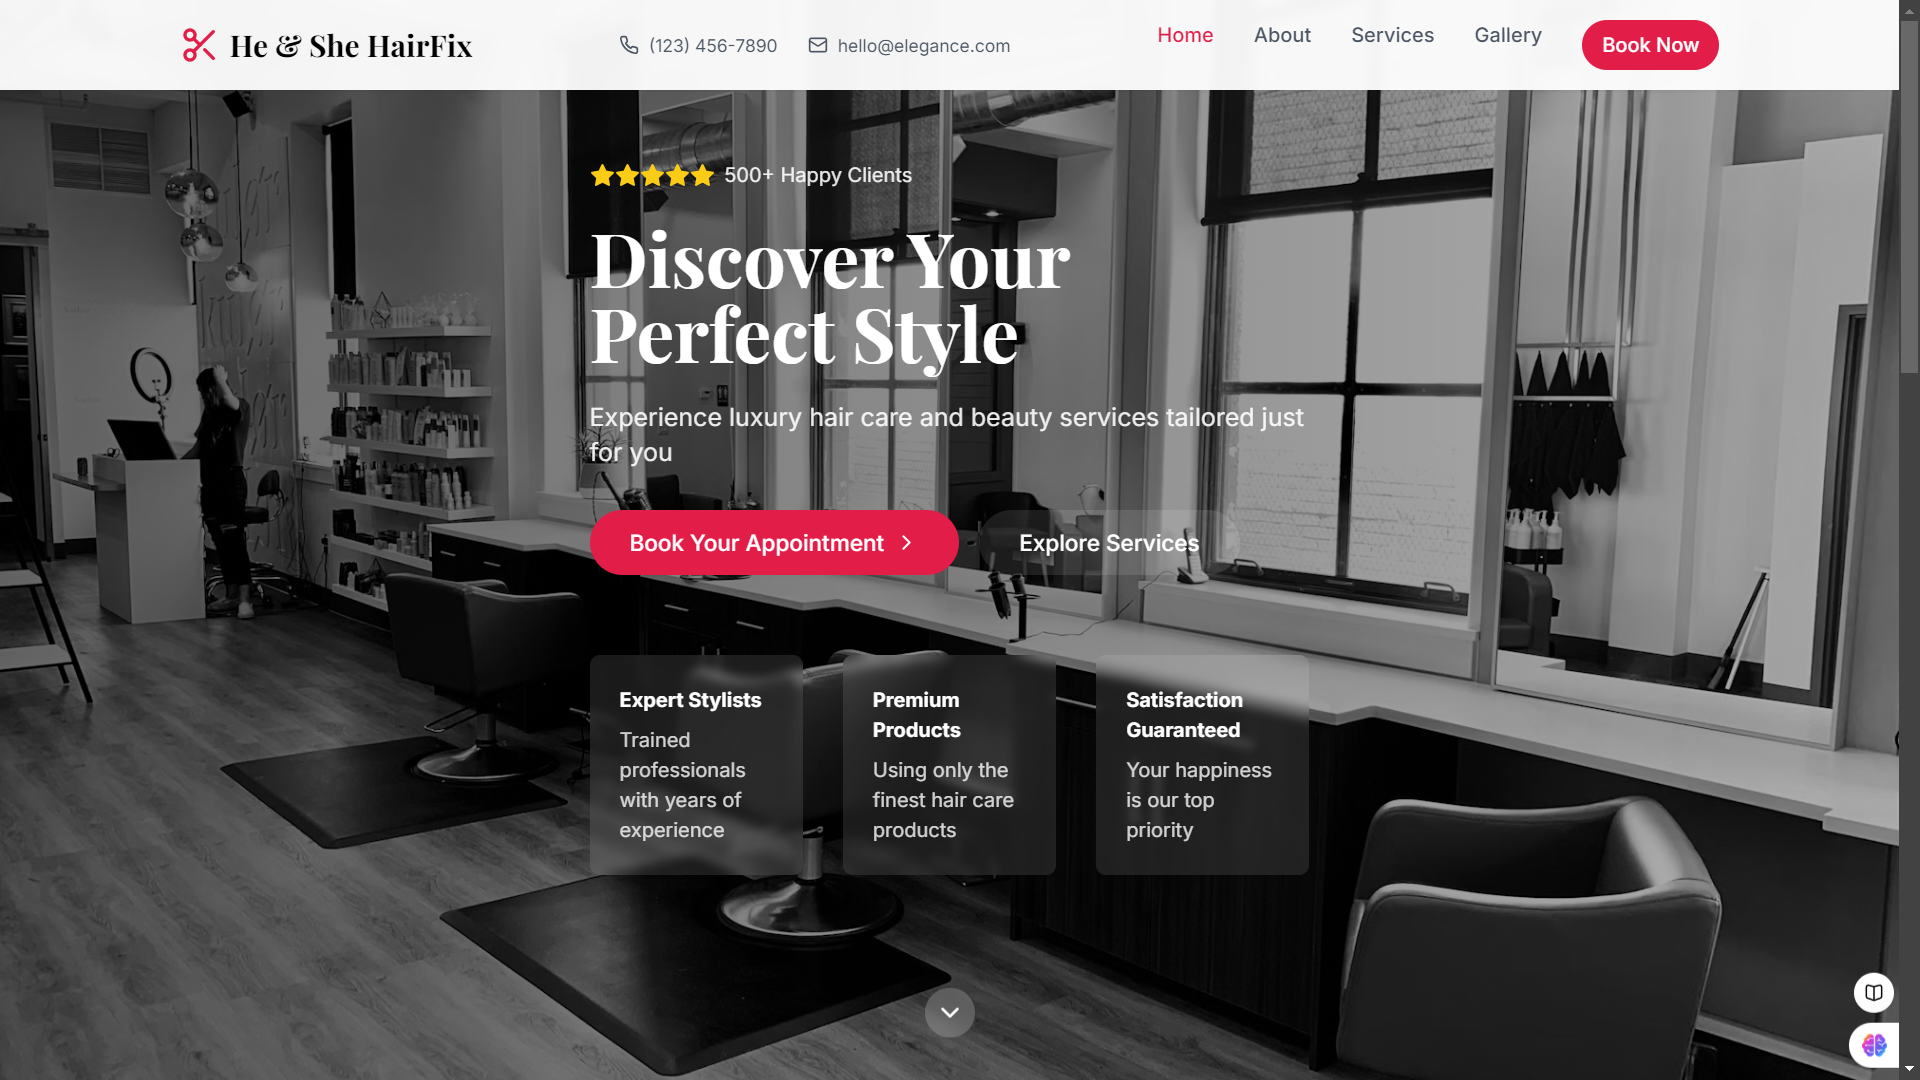 He & She HairFix
(123) 456-7890
hello@elegance.com
Home
About
Services
Gallery
Book Now
500+ Happy Clients
Discover Your
Perfect Style
Experience luxury hair care and beauty services tailored just
for you
Book Your Appointment
Explore Services
Expert Stylists
Trained
professionals
with years of
experience
Premium
Products
Using only the
finest hair care
products
Satisfaction
Guaranteed
Your happiness
is our top
priority